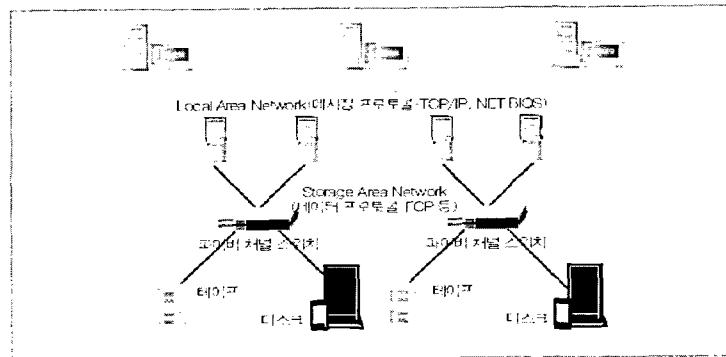 Local Area Network(메시징 프로토콜-TCP/IP, NET BIOS)
Storage Area Network
(데이터 프로토콜 FCP 등)
파이버 채널 스위치
파이버 채널 스위치
테이프
테이프
디스크
디스크